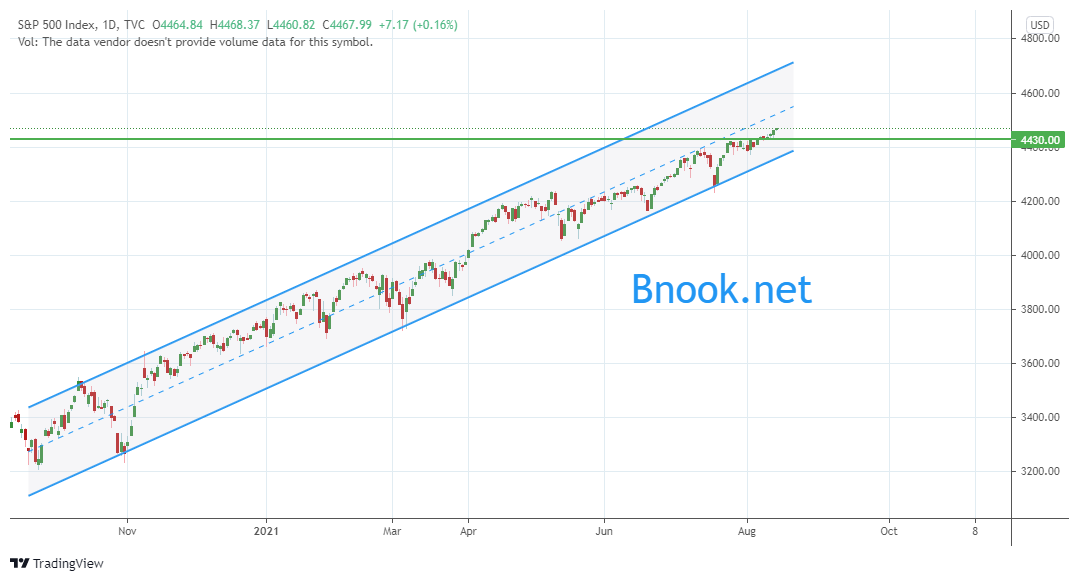 S&P 500 Index, 1D, TVC O4464.84 H4468.37 L4460.82 C4467.99 +7.17 (+0.16%)
Vol: The data vendor doesn't provide volume data for this symbol.
USD
4800.00
4600.00
4430.00
4400.00
4200.00
4000.00
Bnook.net
3800.00
3600.00
3400.00
3200.00
Nov 2021 Mar Apr Jun Aug Oct 8
TradingView